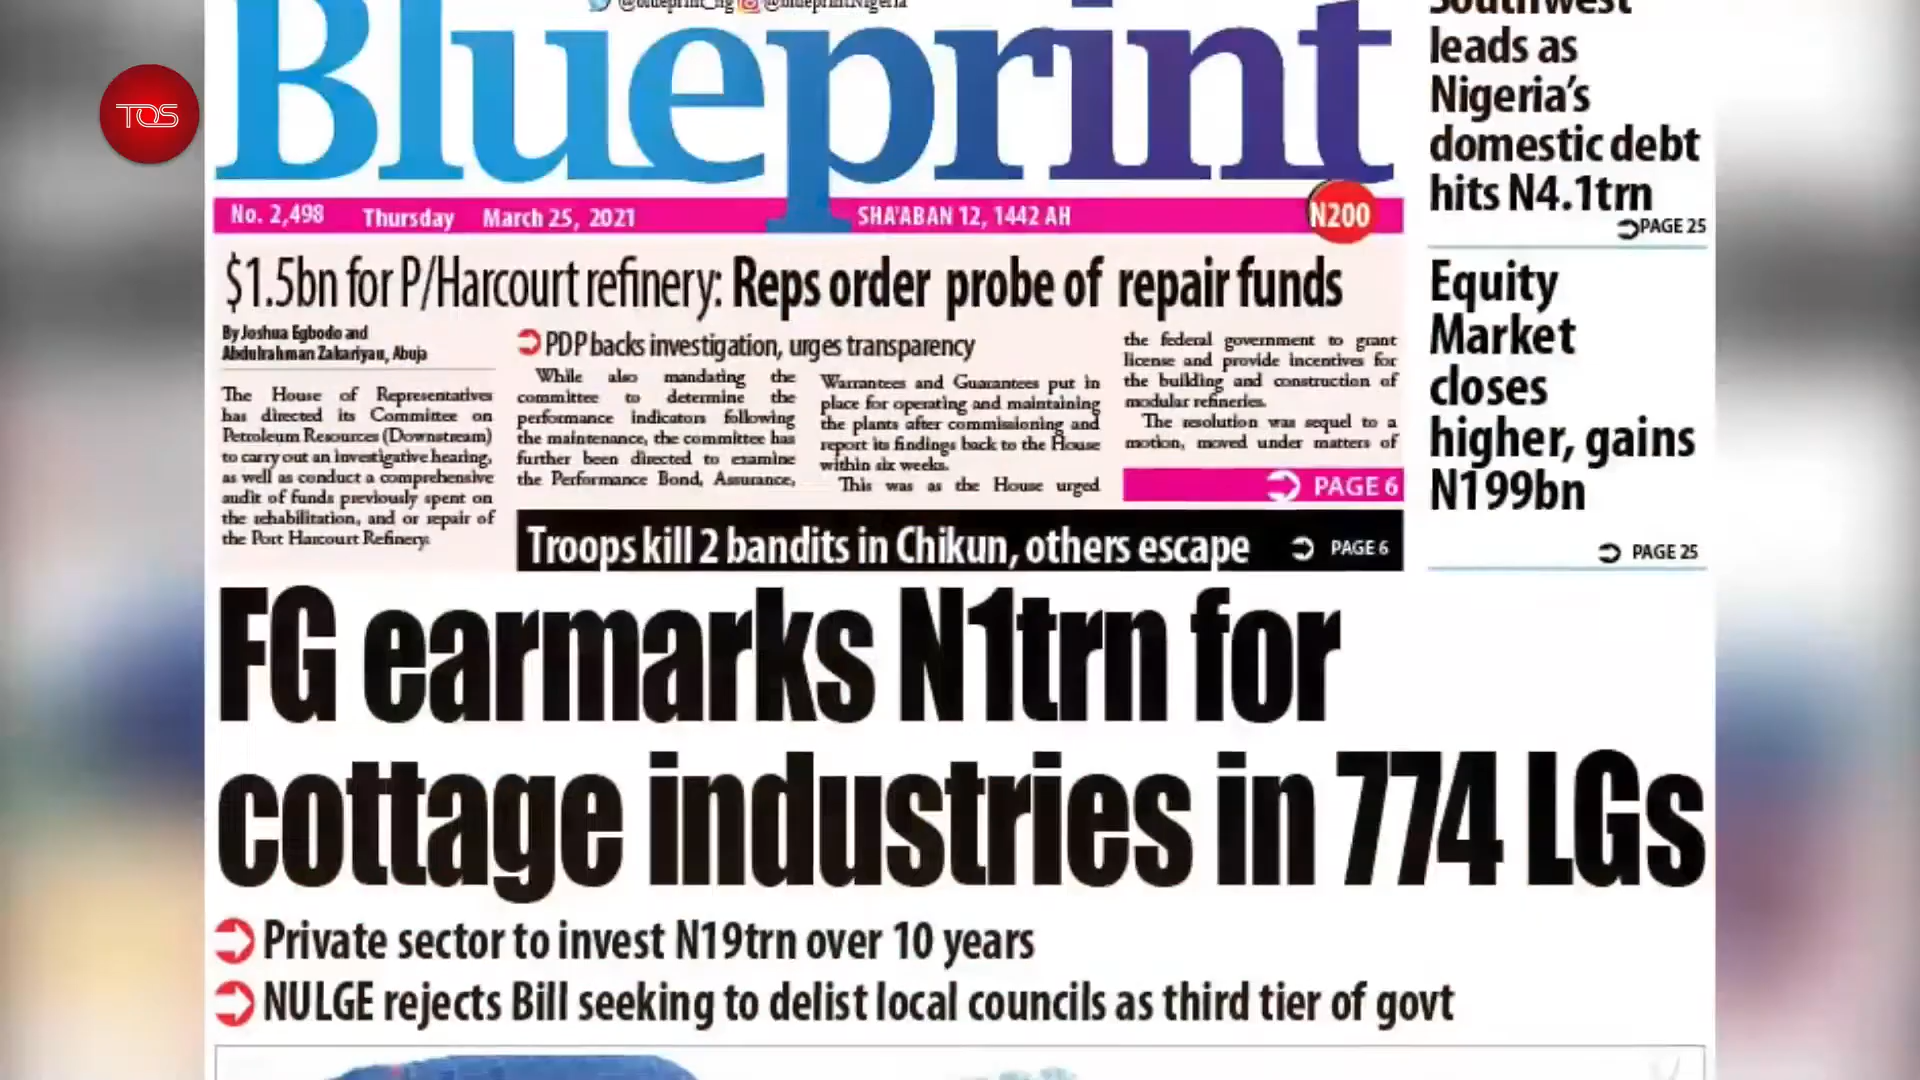 @blueprint_ng @blueprintNigeria
Blueprint
TQS
No. 2,498 Thursday March 25, 2021 SHA'ABAN 12, 1442 AH N200
$1.5bn for P/Harcourt refinery: Reps order probe of repair funds
By Joshua Egbodo and
Abdulrahman Zakariyau, Abuja
The House of Representatives
has directed its Committee on
Petroleum Resources (Downstream)
to carry out an investigative hearing,
as well as conduct a comprehensive
audit of funds previously spent on
the rehabilitation, and or repair of
the Port Harcourt Refinery.
PDP backs investigation, urges transparency
While also mandating the
committee to determine the
performance indicators following
the maintenance, the committee has
further been directed to examine
the Performance Bond, Assurance,
Warrantees and Guarantees put in
place for operating and maintaining
the plants after commissioning and
report its findings back to the House
within six weeks.
This was as the House urged
the federal government to grant
license and provide incentives for
the building and construction of
modular refineries.
The resolution was sequel to a
motion, moved under matters of
PAGE 6
Troops kill 2 bandits in Chikun, others escape PAGE 6
Southwest
leads as
Nigeria's
domestic debt
hits N4.1trn
PAGE 25
Equity
Market
closes
higher, gains
N199bn
PAGE 25
FG earmarks N1trn for
cottage industries in 774 LGs
Private sector to invest N19trn over 10 years
NULGE rejects Bill seeking to delist local councils as third tier of govt